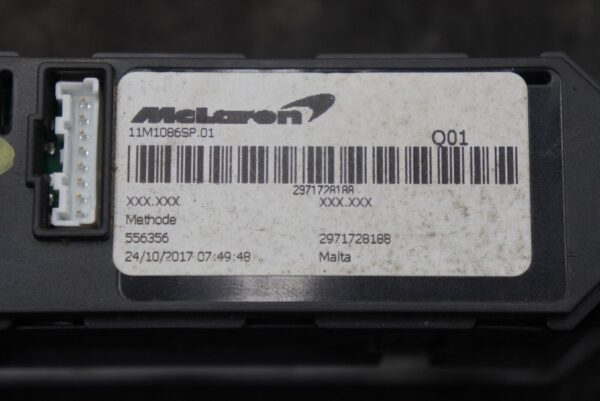 McLaren
11M1086SP.01
Q01
2971728188
XXX.XXX XXX.XXX
Methode
556356 2971728188
24/10/2017 07:49:48 Malta